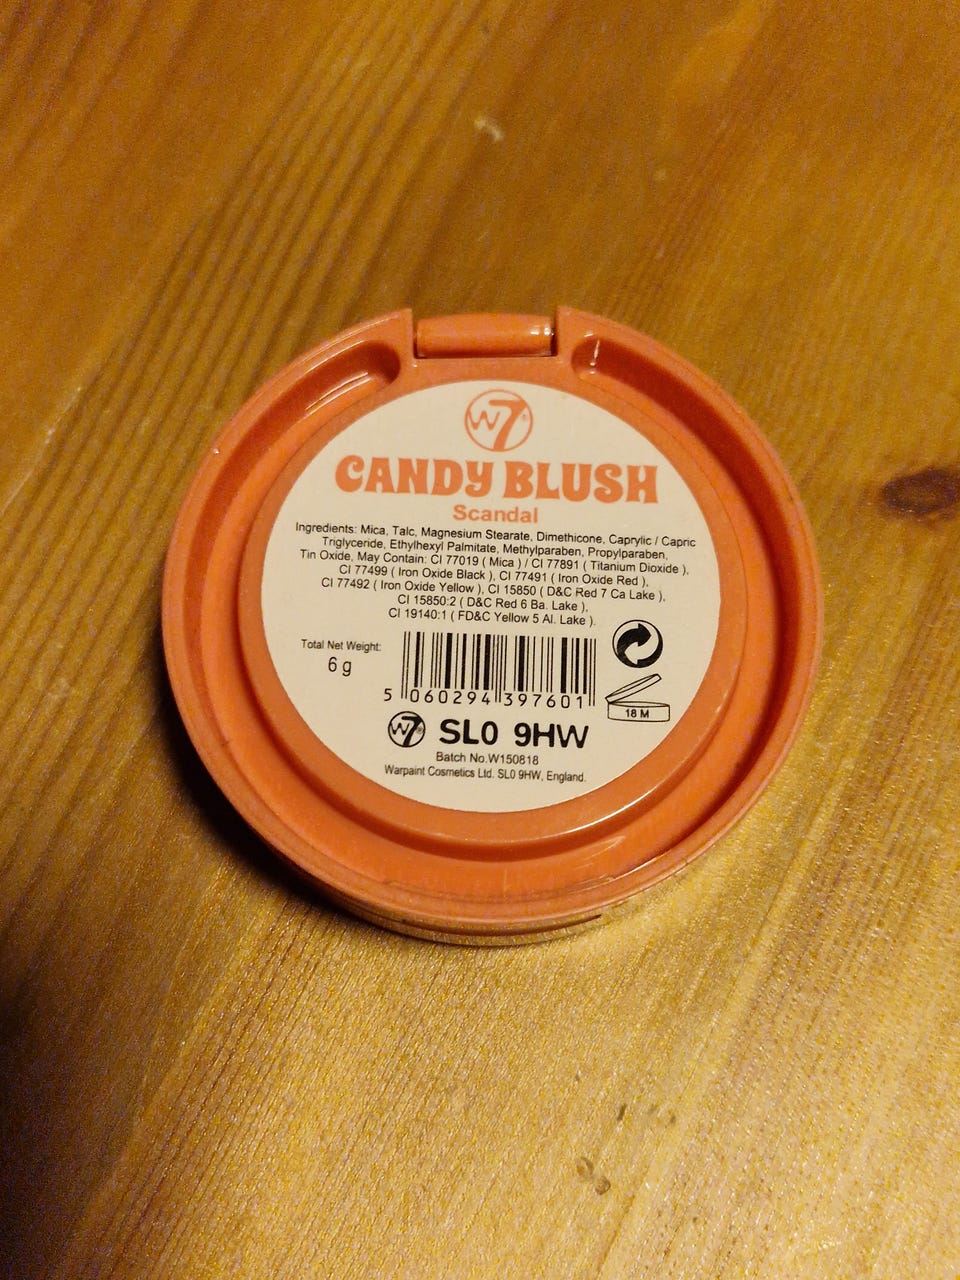 W7®
CANDY BLUSH
Scandal
Ingredients: Mica, Talc, Magnesium Stearate, Dimethicone, Caprylic / Capric
Triglyceride, Ethylhexyl Palmitate, Methylparaben, Propylparaben,
Tin Oxide, May Contain: CI 77019 ( Mica ) / CI 77891 ( Titanium Dioxide ),
CI 77499 ( Iron Oxide Black ), CI 77491 ( Iron Oxide Red ),
CI 77492 ( Iron Oxide Yellow ), CI 15850 ( D&C Red 7 Ca Lake ),
CI 15850:2 ( D&C Red 6 Ba. Lake ),
CI 19140:1 ( FD&C Yellow 5 Al. Lake ).
Total Net Weight:
6 g
5 060294 397601
18 M
W7 SL0 9HW
Batch No.W150818
Warpaint Cosmetics Ltd. SL0 9HW, England.